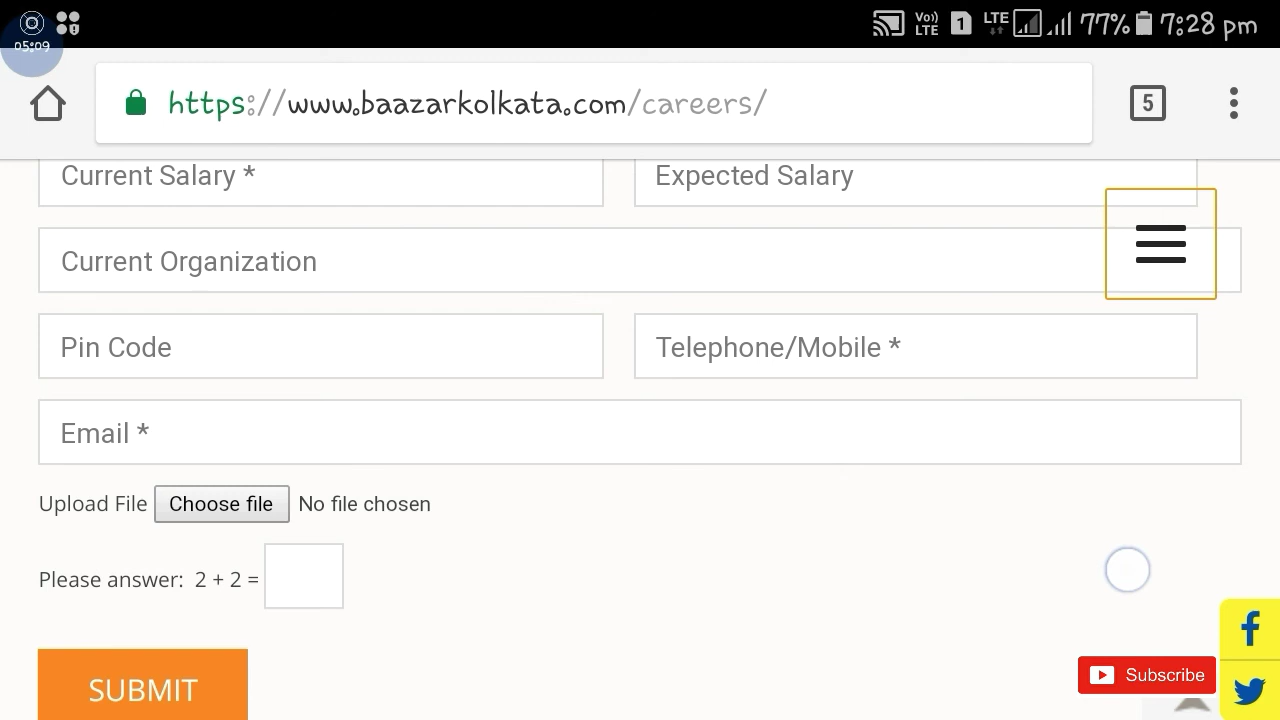 05:09
Vo)) LTE 1 LTE 77% 7:28 pm
https://www.baazarkolkata.com/careers/ 5
Current Salary * Expected Salary
Current Organization
Pin Code Telephone/Mobile *
Email *
Upload File Choose file No file chosen
Please answer: 2 + 2 =
Subscribe
SUBMIT